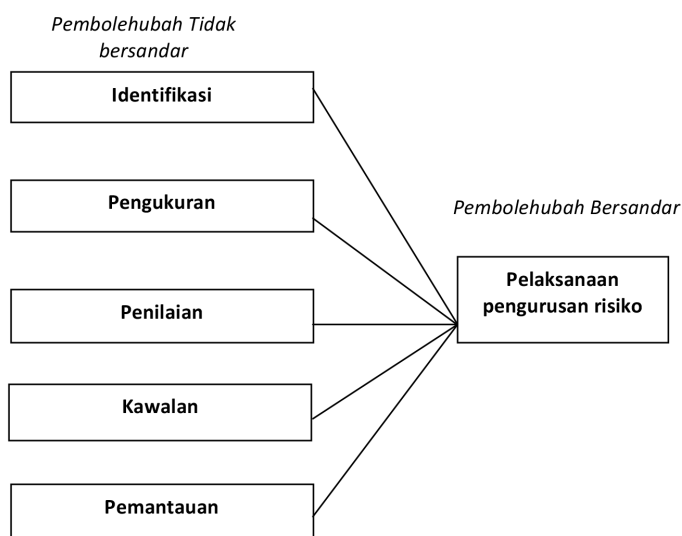 Pembolehubah Tidak
bersandar
Identifikasi
Pengukuran
Pembolehubah Bersandar
Pelaksanaan
pengurusan risiko
Penilaian
Kawalan
Pemantauan